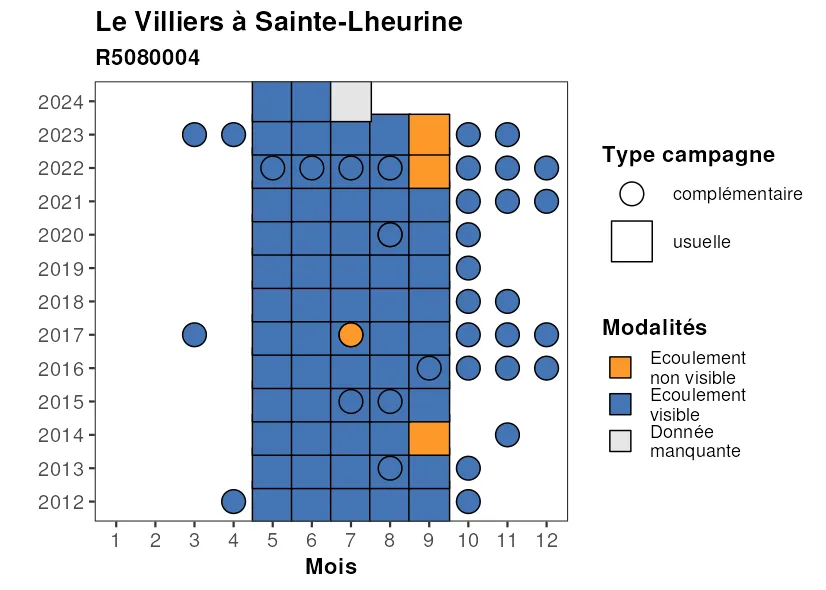 Le Villiers à Sainte-Lheurine
R5080004
2024
2023
2022
2021
2020
2019
2018
2017
2016
2015
2014
2013
2012
1 2 3 4 5 6 7 8 9 10 11 12
Mois
Type campagne
complémentaire
usuelle
Modalités
Ecoulement
non visible
Ecoulement
visible
Donnée
manquante